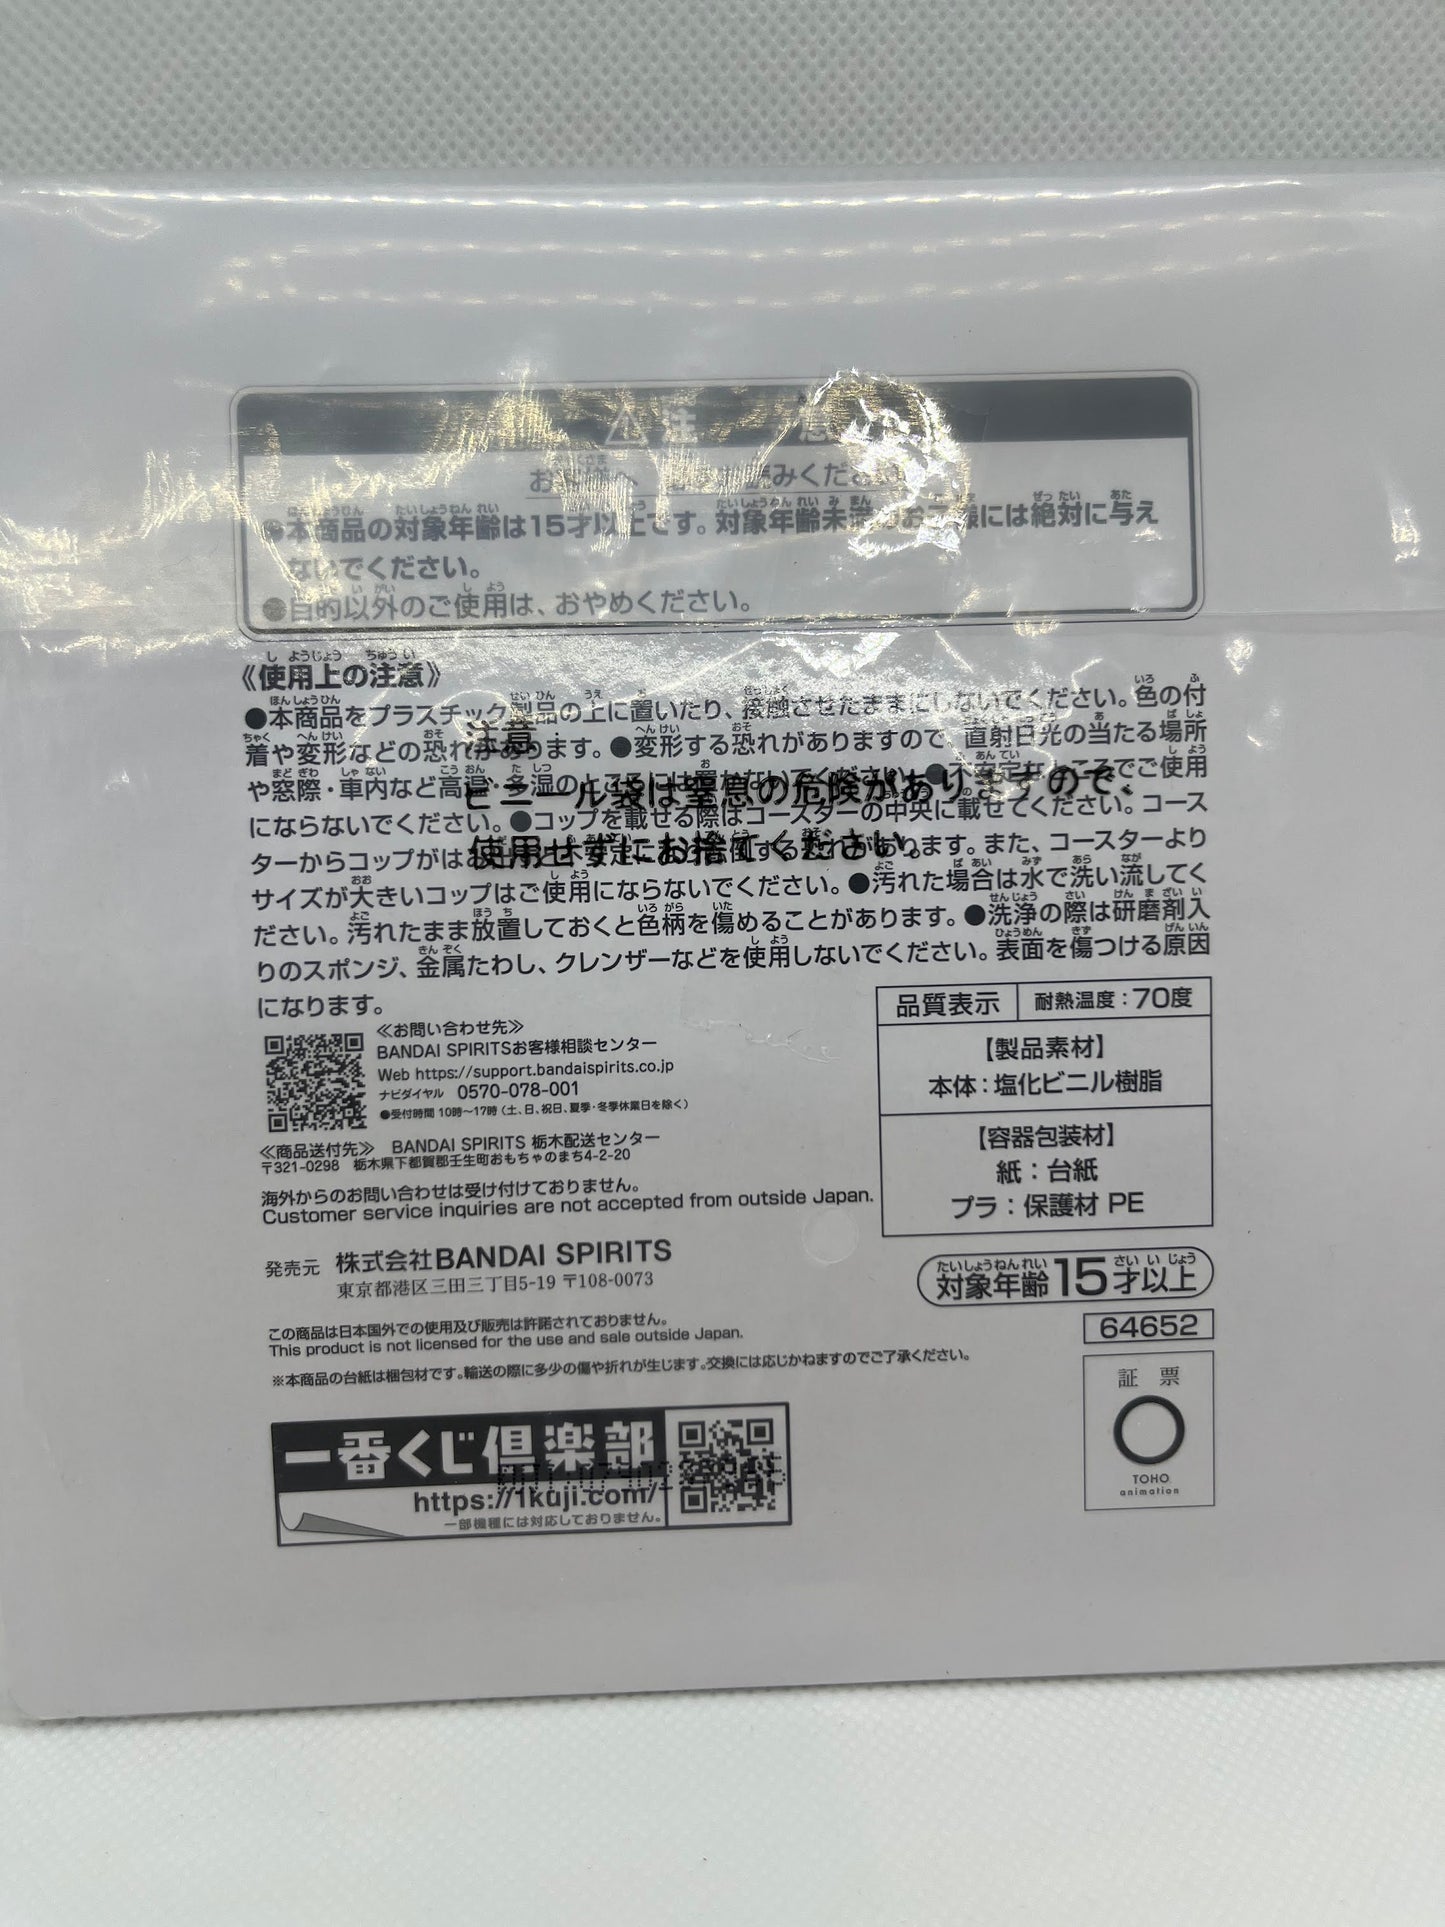 ⚠注 意
お客様へ 必ずお読みください
●本商品の対象年齢は15才以上です。対象年齢未満のお子様には絶対に与え
ないでください。
●目的以外のご使用は、おやめください。
《使用上の注意》
●本商品をプラスチック製品の上に置いたり、接触させたままにしないでください。色の付
着や変形などの恐れがあります。●変形する恐れがありますので、直射日光の当たる場所
や窓際・車内など高温・多湿のところには置かないでください。●不安定なところでご使用
にならないでください。●コップを載せる際はコースターの中央に載せてください。コース
ターからコップがはみ出すと不安定になり転倒する恐れがあります。また、コースターより
サイズが大きいコップはご使用にならないでください。●汚れた場合は水で洗い流してく
ださい。汚れたまま放置しておくと色柄を傷めることがあります。●洗浄の際は研磨剤入
りのスポンジ、金属たわし、クレンザーなどを使用しないでください。表面を傷つける原因
になります。
注意
ビニール袋は窒息の危険がありますので、
使用せずにお捨てください。
≪お問い合わせ先≫
BANDAI SPIRITSお客様相談センター
Web https://support.bandaispirits.co.jp
ナビダイヤル 0570-078-001
●受付時間 10時〜17時（土、日、祝日、夏季・冬季休業日を除く）
≪商品送付先≫ BANDAI SPIRITS 栃木配送センター
〒321-0298 栃木県下都賀郡壬生町おもちゃのまち4-2-20
海外からのお問い合わせは受け付けておりません。
Customer service inquiries are not accepted from outside Japan.
品質表示 耐熱温度：70度
【製品素材】
本体：塩化ビニル樹脂
【容器包装材】
紙：台紙
プラ：保護材 PE
発売元 株式会社BANDAI SPIRITS
東京都港区三田三丁目5-19 〒108-0073
対象年齢15才以上
64652
この商品は日本国外での使用及び販売は許諾されておりません。
This product is not licensed for the use and sale outside Japan.
※本商品の台紙は梱包材です。輸送の際に多少の傷や折れが生じます。交換には応じかねますのでご了承ください。
証 票
TOHO
animation
一番くじ倶楽部
https://1kuji.com/
一部機種には対応しておりません。